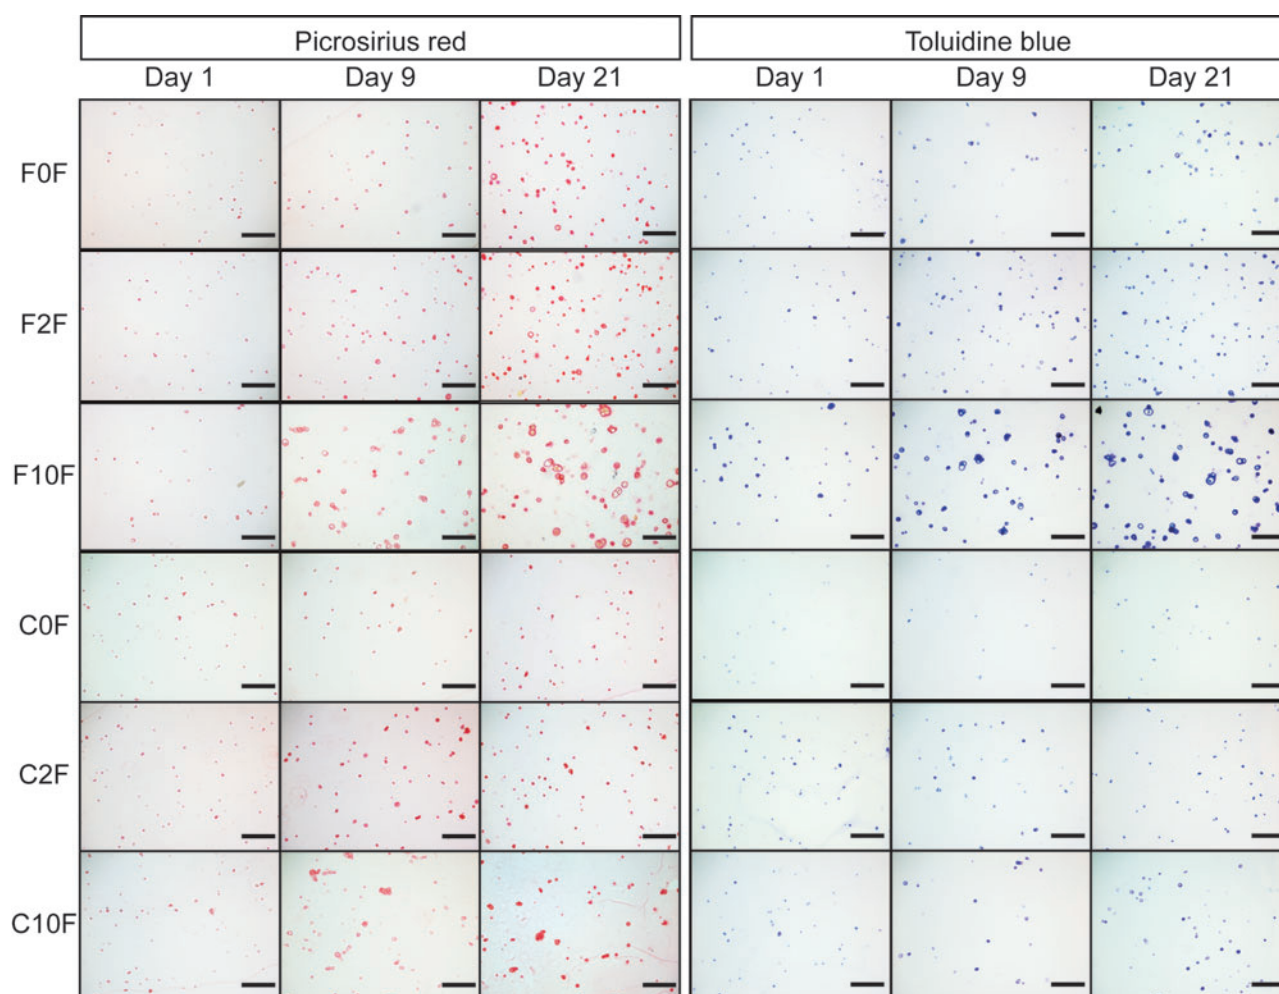 Picrosirius red Toluidine blue
Day 1 Day 9 Day 21 Day 1 Day 9 Day 21
F0F
F2F
F10F
C0F
C2F
C10F